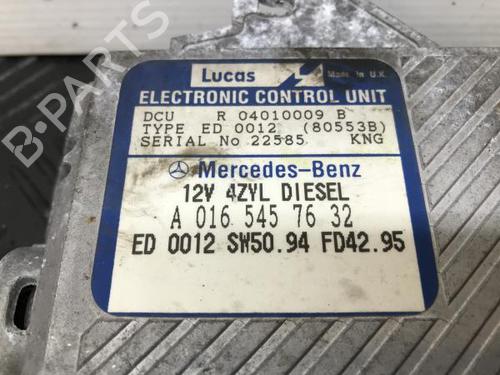 Lucas
Made in U.K.
ELECTRONIC CONTROL UNIT
DCU R 04010009 B
TYPE ED 0012 (80553B)
SERIAL No 22585 KNG
Mercedes-Benz
12V 4ZYL DIESEL
A 016 545 76 32
ED 0012 SW50.94 FD42.95
B-PARTS